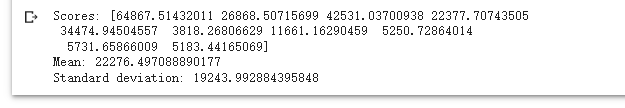 Scores: [64867.51432011 26868.50715699 42531.03700938 22377.70743505
34474.94504557 3818.26806629 11661.16290459 5250.72864014
5731.65866009 5183.44165069]
Mean: 22276.497088890177
Standard deviation: 19243.992884395848